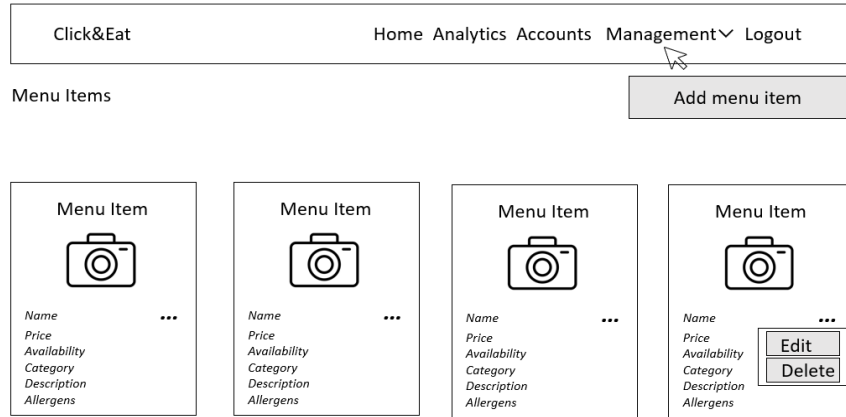 Click&Eat Home Analytics Accounts Management Logout
Menu Items Add menu item
Menu Item Menu Item Menu Item Menu Item
Name ... Name ... Name ... Name ...
Price Price Price Price
Availability Availability Availability Availability Edit
Category Category Category Category Delete
Description Description Description Description
Allergens Allergens Allergens Allergens